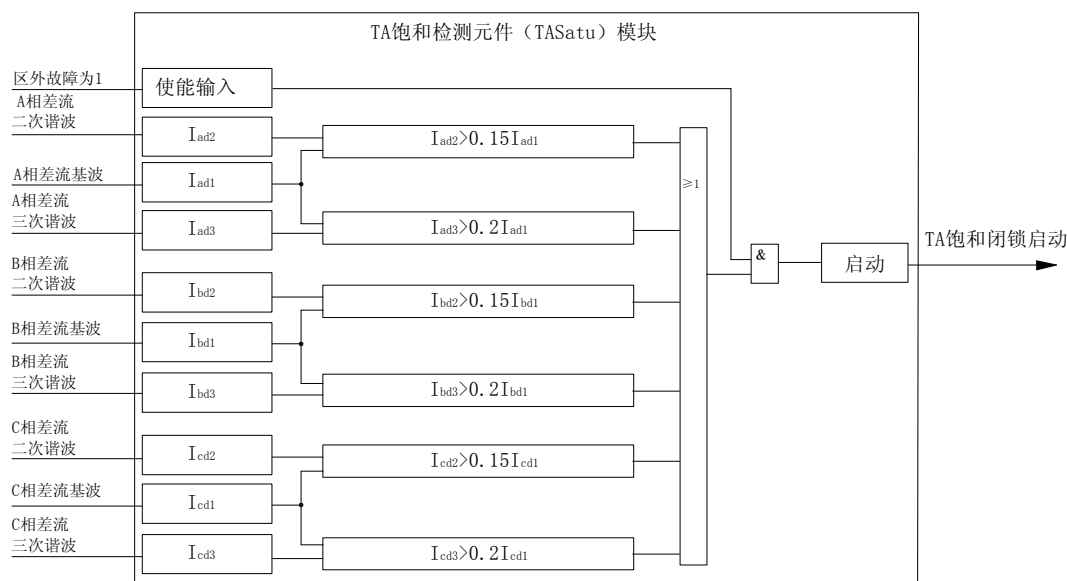 TA饱和检测元件（TASatu）模块
区外故障为1
使能输入
A相差流
二次谐波
Iad2
Iad2>0.15Iad1
A相差流基波
Iad1
≥1
A相差流
三次谐波
Iad3
Iad3>0.2Iad1
TA饱和闭锁启动
&
启动
B相差流
二次谐波
Ibd2
Ibd2>0.15Ibd1
B相差流基波
Ibd1
B相差流
三次谐波
Ibd3
Ibd3>0.2Ibd1
C相差流
二次谐波
Icd2
Icd2>0.15Icd1
C相差流基波
Icd1
C相差流
三次谐波
Icd3
Icd3>0.2Icd1